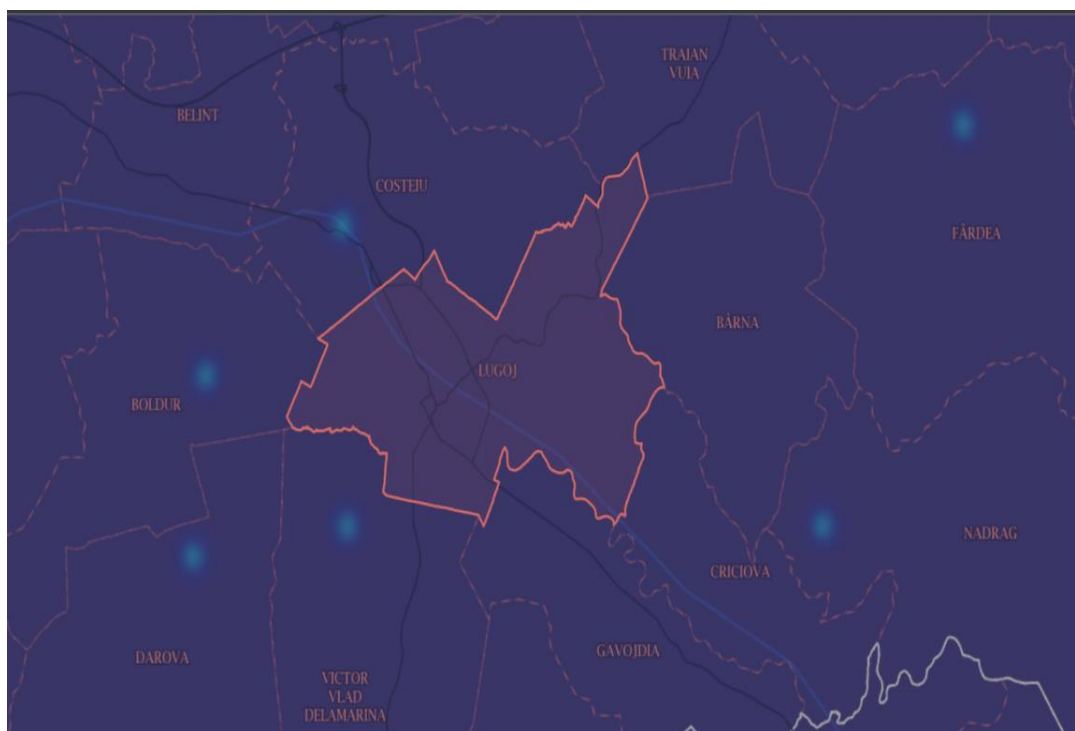 TRAIAN
VUIA
BELINT
COSTEIU
FÂRDEA
BÂRNA
LUGOJ
BOLDUR
NADRAG
CRICIOVA
GAVOJDIA
DAROVA
VICTOR
VLAD
DELAMARINA